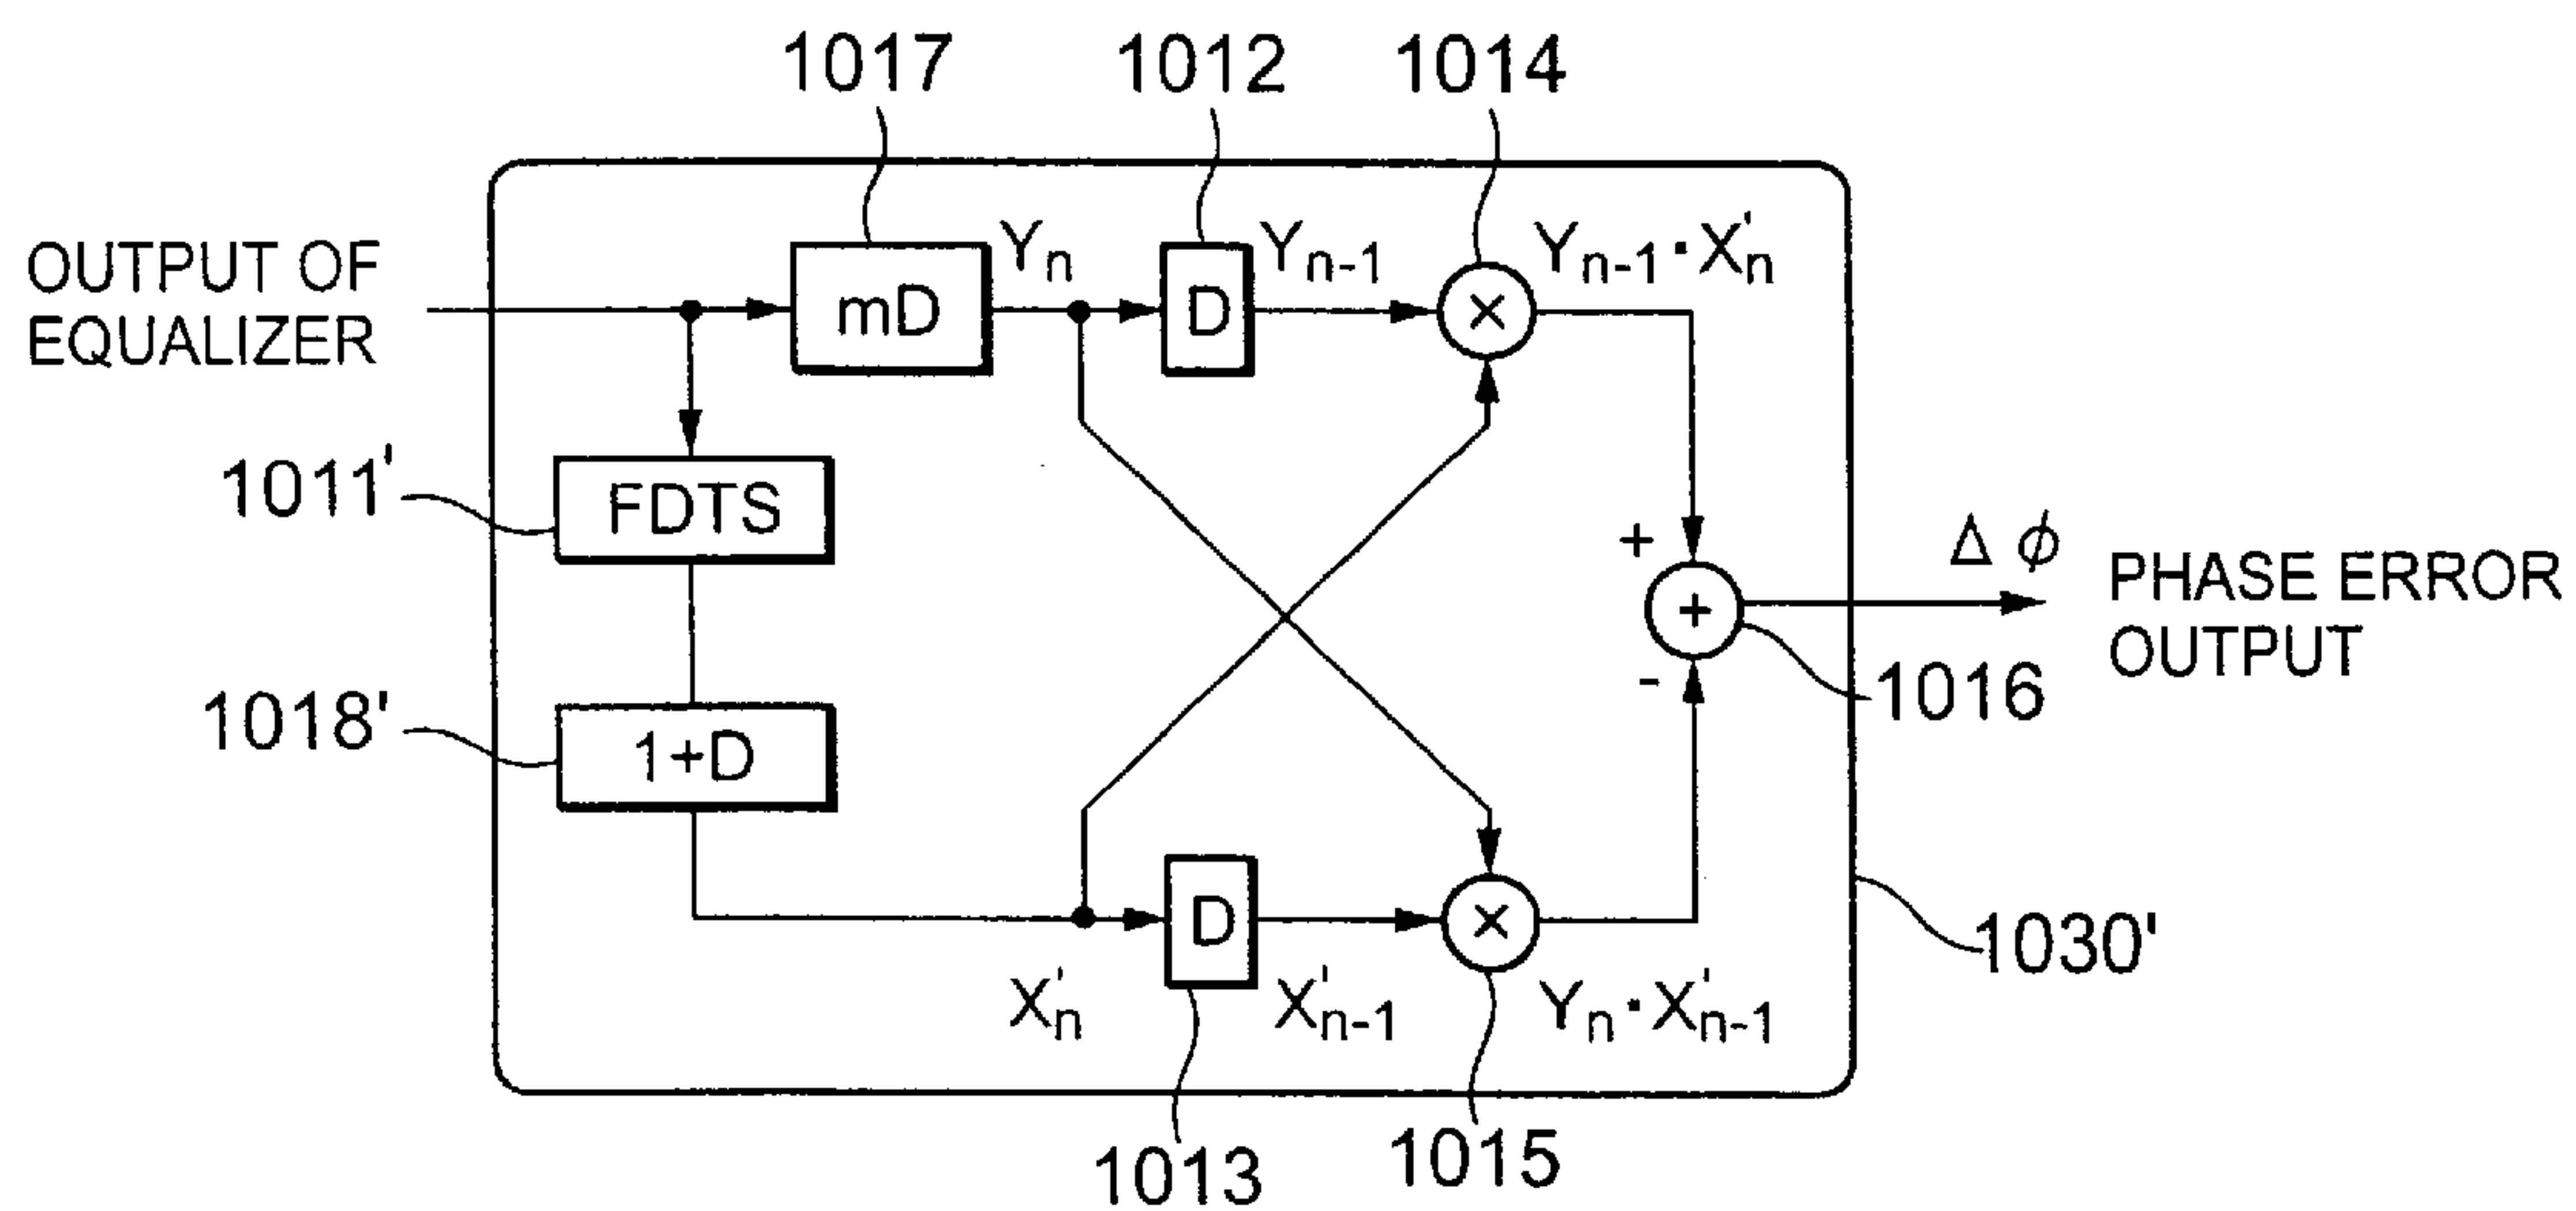 1017
1012
1014
OUTPUT OF
EQUALIZER
mD
Yn
D
Yn-1
×
Yn-1·X'n
1011'
FDTS
+
Δϕ
+
PHASE ERROR
OUTPUT
-
1016
1018'
1+D
X'n
D
X'n-1
×
Yn·X'n-1
1030'
1013
1015